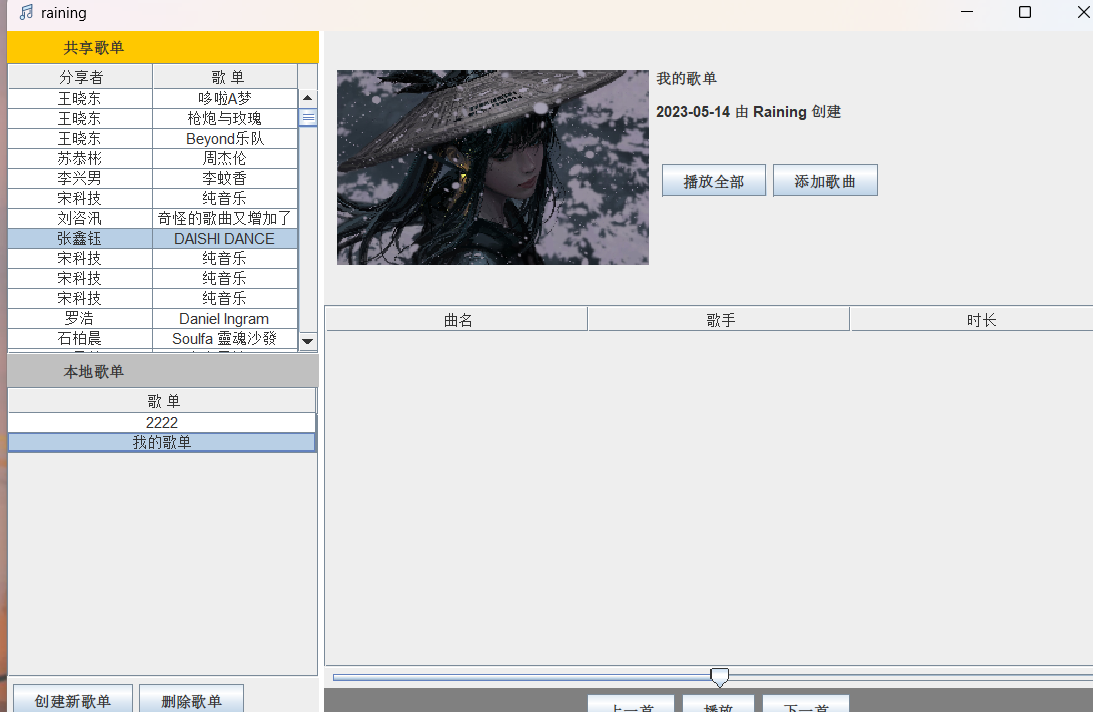 raining
共享歌单
分享者 歌 单
王晓东 哆啦A梦
王晓东 枪炮与玫瑰
王晓东 Beyond乐队
苏恭彬 周杰伦
李兴男 李蚊香
宋科技 纯音乐
刘咨汛 奇怪的歌曲又增加了
张鑫钰 DAISHI DANCE
宋科技 纯音乐
宋科技 纯音乐
宋科技 纯音乐
罗浩 Daniel Ingram
石柏晨 Soulfa 靈魂沙發
本地歌单
歌 单
2222
我的歌单
创建新歌单 删除歌单
我的歌单
2023-05-14 由 Raining 创建
播放全部 添加歌曲
曲名 歌手 时长
上一首 播放 下一首